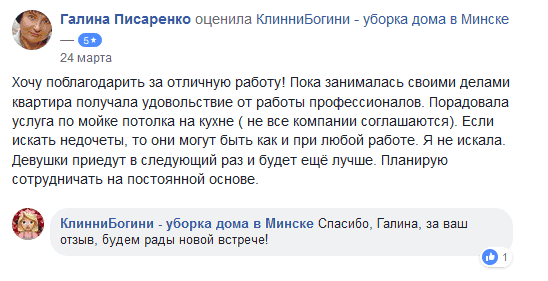 Галина Писаренко оценила КлинниБогини - уборка дома в Минске
— 5★
24 марта
Хочу поблагодарить за отличную работу! Пока занималась своими делами
квартира получала удовольствие от работы профессионалов. Порадовала
услуга по мойке потолка на кухне ( не все компании соглашаются). Если
искать недочеты, то они могут быть как и при любой работе. Я не искала.
Девушки приедут в следующий раз и будет ещё лучше. Планирую
сотрудничать на постоянной основе.
КлинниБогини - уборка дома в Минске Спасибо, Галина, за ваш
отзыв, будем рады новой встрече!
1